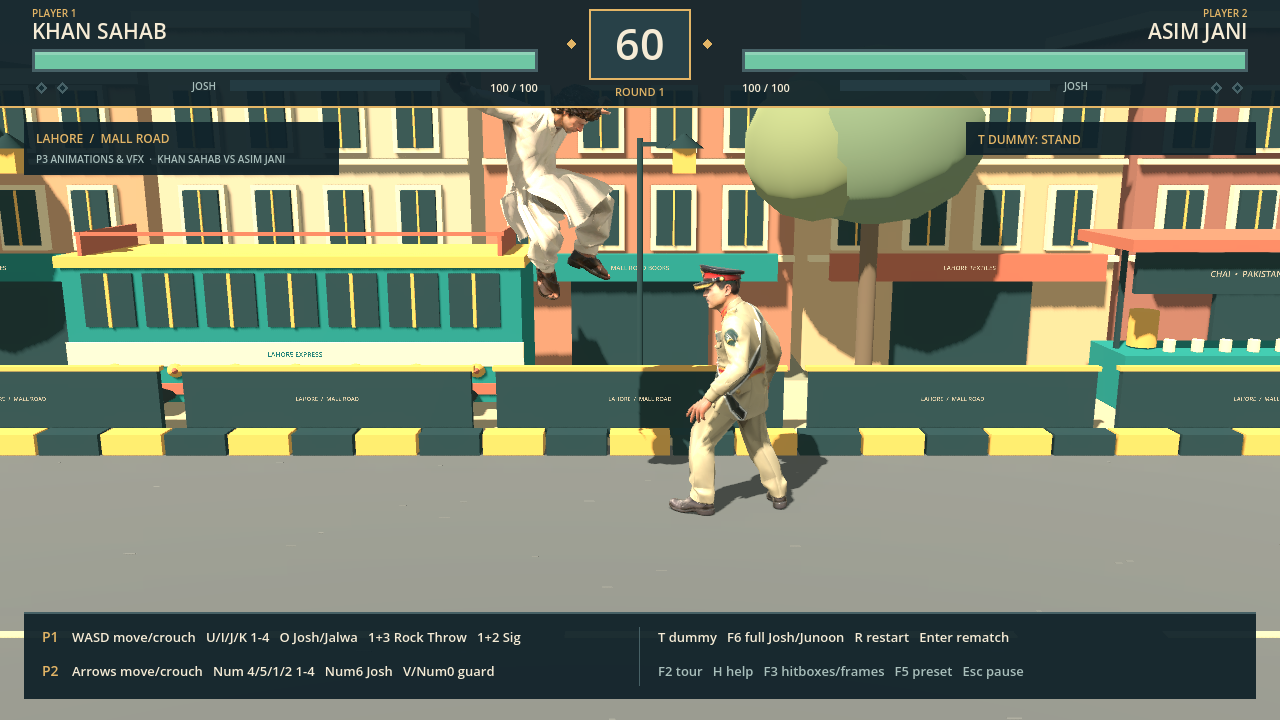 PLAYER 1
KHAN SAHAB
60
PLAYER 2
ASIM JANI
JOSH
100 / 100
ROUND 1
100 / 100
JOSH
LAHORE / MALL ROAD
P3 ANIMATIONS & VFX · KHAN SAHAB VS ASIM JANI
T DUMMY: STAND
MALL ROAD BOOKS
LAHORE TEXTILES
CHAI • PAKISTAN
LAHORE EXPRESS
LAHORE / MALL ROAD
LAHORE / MALL ROAD
LAHORE / MALL ROAD
P1 WASD move/crouch U/I/J/K 1-4 O Josh/Jalwa 1+3 Rock Throw 1+2 Sig
T dummy F6 full Josh/Junoon R restart Enter rematch
P2 Arrows move/crouch Num 4/5/1/2 1-4 Num6 Josh V/Num0 guard
F2 tour H help F3 hitboxes/frames F5 preset Esc pause